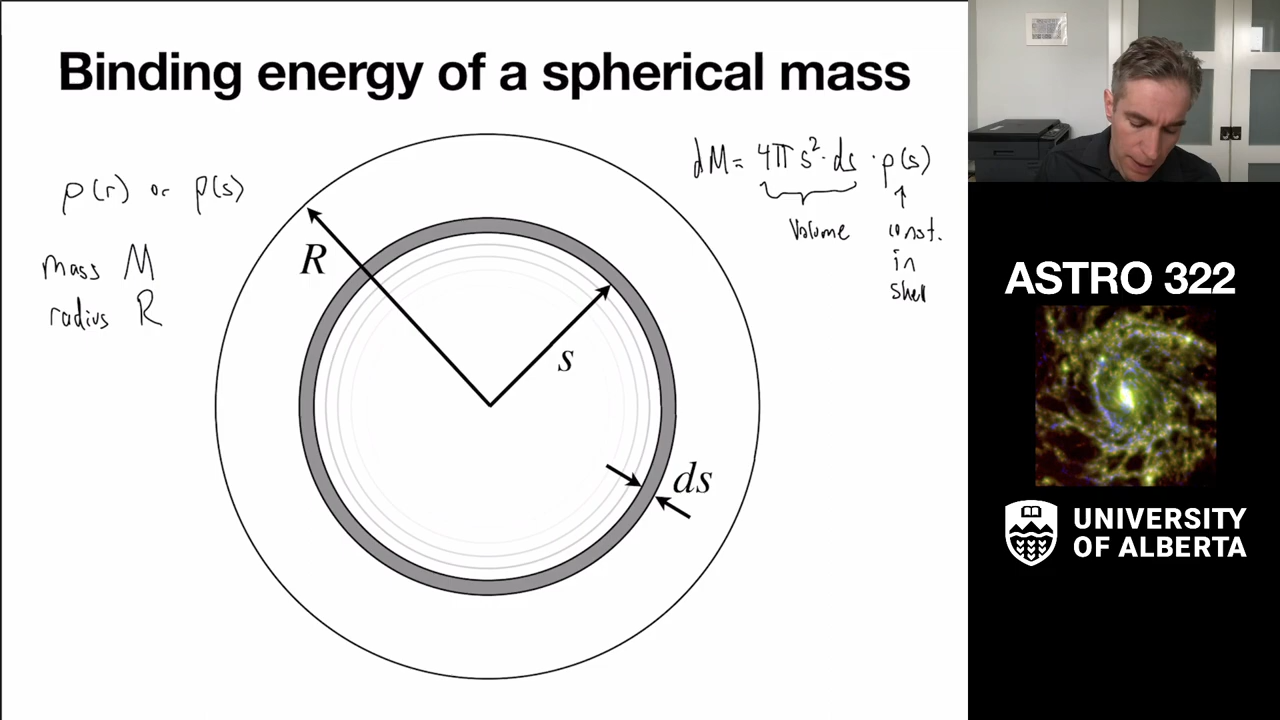 Binding energy of a spherical mass
ρ(r) or ρ(s)
mass M
radius R
dM = 4π s² · ds · ρ(s)
Volume
const.
in
shell
R
s
ds
ASTRO 322
UNIVERSITY
OF ALBERTA